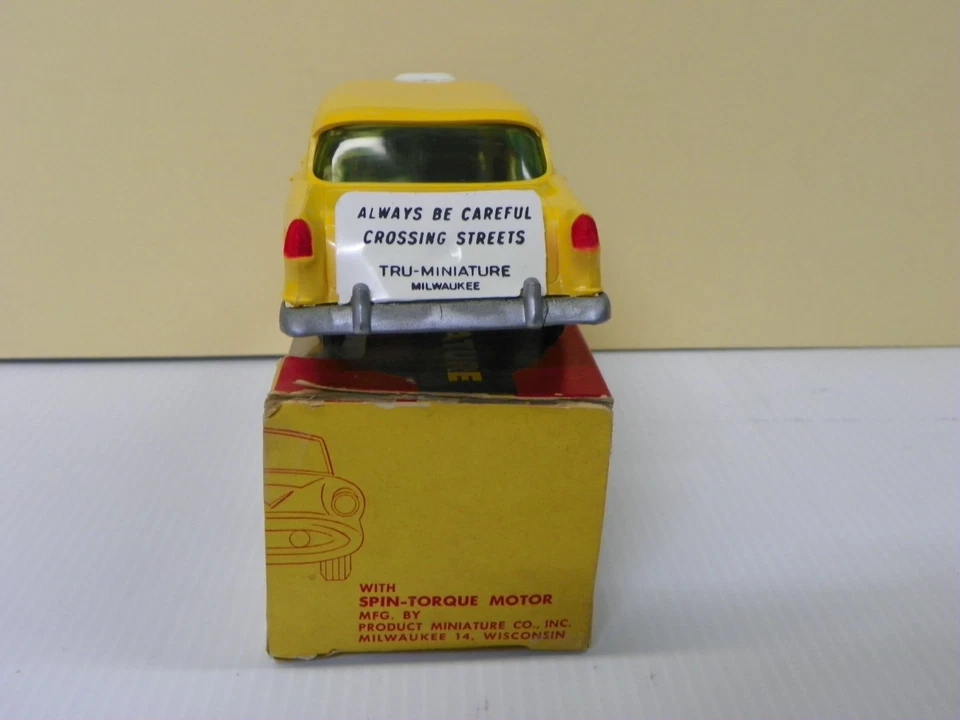 ALWAYS BE CAREFUL
CROSSING STREETS
TRU-MINIATURE
MILWAUKEE
ATURE
WITH
SPIN-TORQUE MOTOR
MFG. BY
PRODUCT MINIATURE CO., INC.
MILWAUKEE 14, WISCONSIN